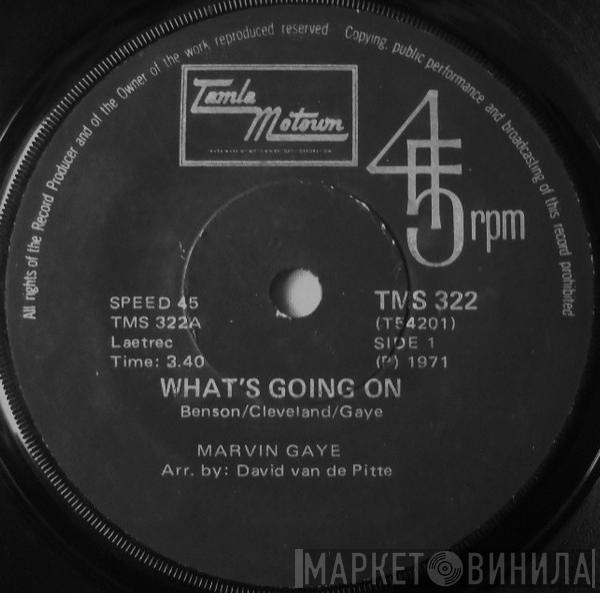 All rights of the Record Producer and of the Owner of the work reproduced reserved Copying, public performance and broadcasting of this record prohibited
Tamla
Motown
45 rpm
SPEED 45
TMS 322A
Laetrec
Time: 3.40
TMS 322
(T54201)
SIDE 1
(P) 1971
WHAT'S GOING ON
Benson/Cleveland/Gaye
MARVIN GAYE
Arr. by: David van de Pitte
МАРКЕТ ВИНИЛА